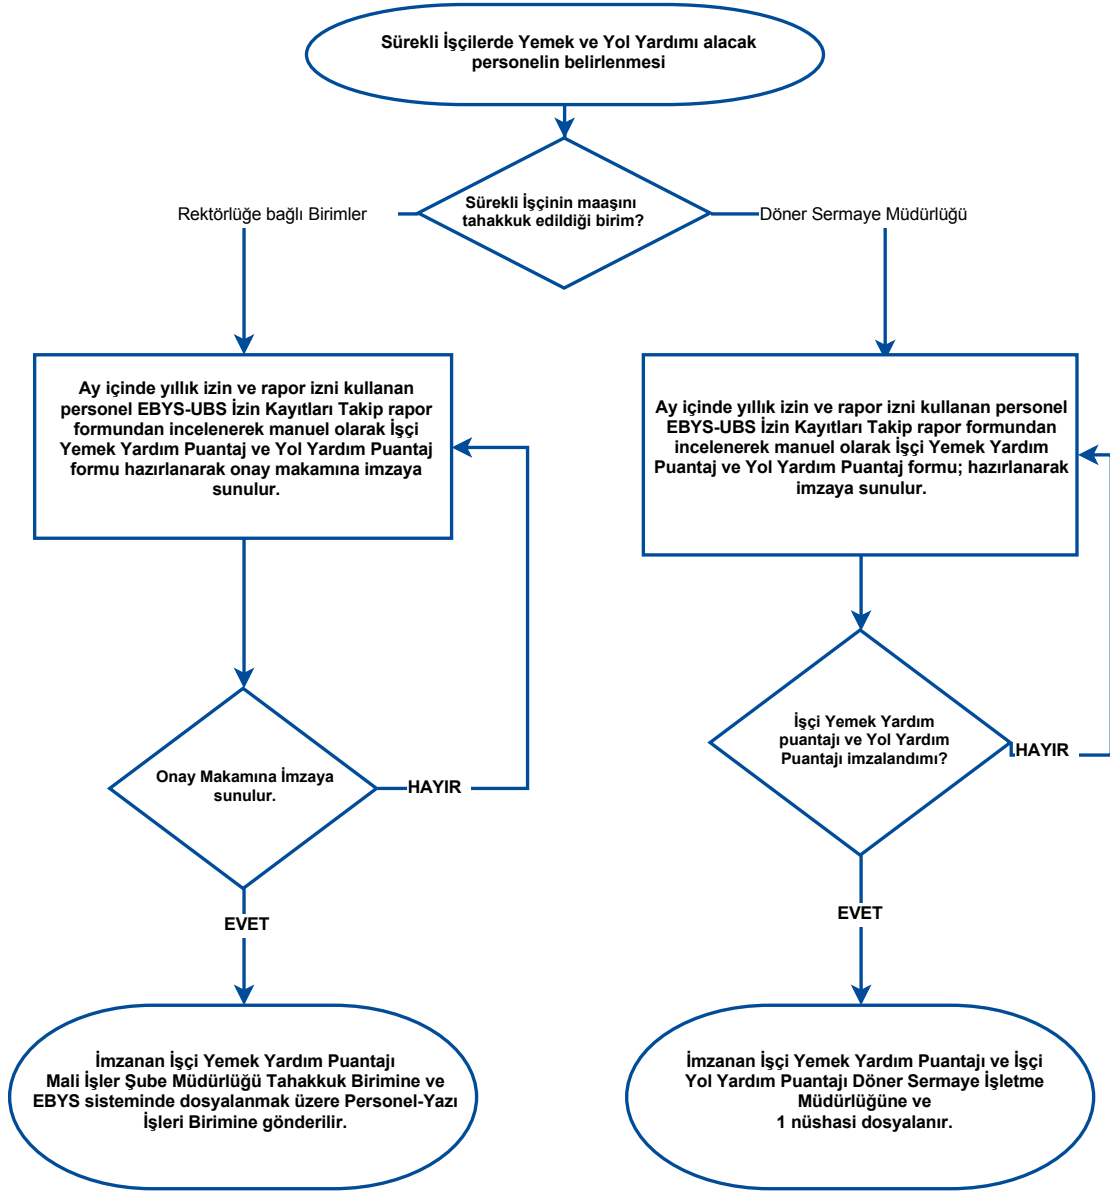 Sürekli İşçilerde Yemek ve Yol Yardımı alacak
personelin belirlenmesi
Sürekli İşçinin maaşını
tahakkuk edildiği birim?
Rektörlüğe bağlı Birimler
Döner Sermaye Müdürlüğü
Ay içinde yıllık izin ve rapor izni kullanan
personel EBYS-UBS İzin Kayıtları Takip rapor
formundan incelenerek manuel olarak İşçi
Yemek Yardım Puantaj ve Yol Yardım Puantaj
formu hazırlanarak onay makamına imzaya
sunulur.
Ay içinde yıllık izin ve rapor izni kullanan personel
EBYS-UBS İzin Kayıtları Takip rapor formundan
incelenerek manuel olarak İşçi Yemek Yardım
Puantaj ve Yol Yardım Puantaj formu; hazırlanarak
imzaya sunulur.
Onay Makamına İmzaya
sunulur.
HAYIR
İşçi Yemek Yardım
puantajı ve Yol Yardım
Puantajı imzalandımı?
HAYIR
EVET
EVET
İmzanan İşçi Yemek Yardım Puantajı
Mali İşler Şube Müdürlüğü Tahakkuk Birimine ve
EBYS sisteminde dosyalanmak üzere Personel-Yazı
İşleri Birimine gönderilir.
İmzanan İşçi Yemek Yardım Puantajı ve İşçi
Yol Yardım Puantajı Döner Sermaye İşletme
Müdürlüğüne ve
1 nüshasi dosyalanır.